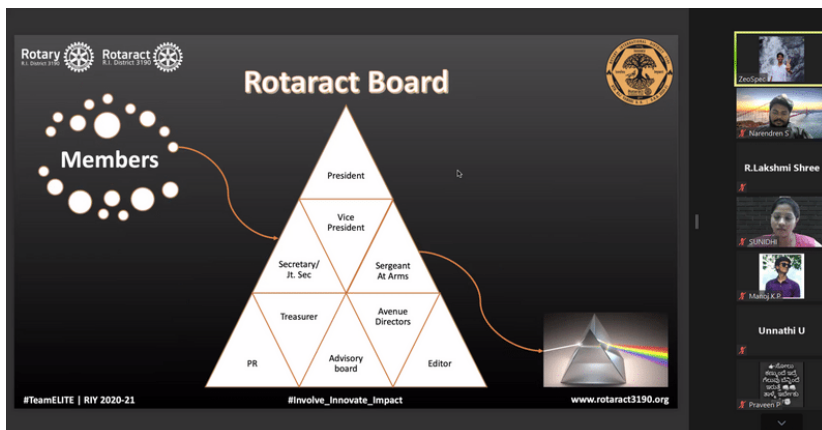 Rotary
R.I. District 3190
Rotaract
R.I. District 3190
Rotaract Board
Members
President
Vice
President
Secretary/
Jt. Sec
Sergeant
At Arms
Treasurer
Avenue
Directors
PR
Advisory
board
Editor
#TeamELITE | RIY 2020-21
#Involve_Innovate_Impact
www.rotaract3190.org
ZeoSpec
Narendren S
R.Lakshmi Shree
SUNIDHI
Manoj.K.P.
Unnathi U
ಸೋಲು
Praveen P